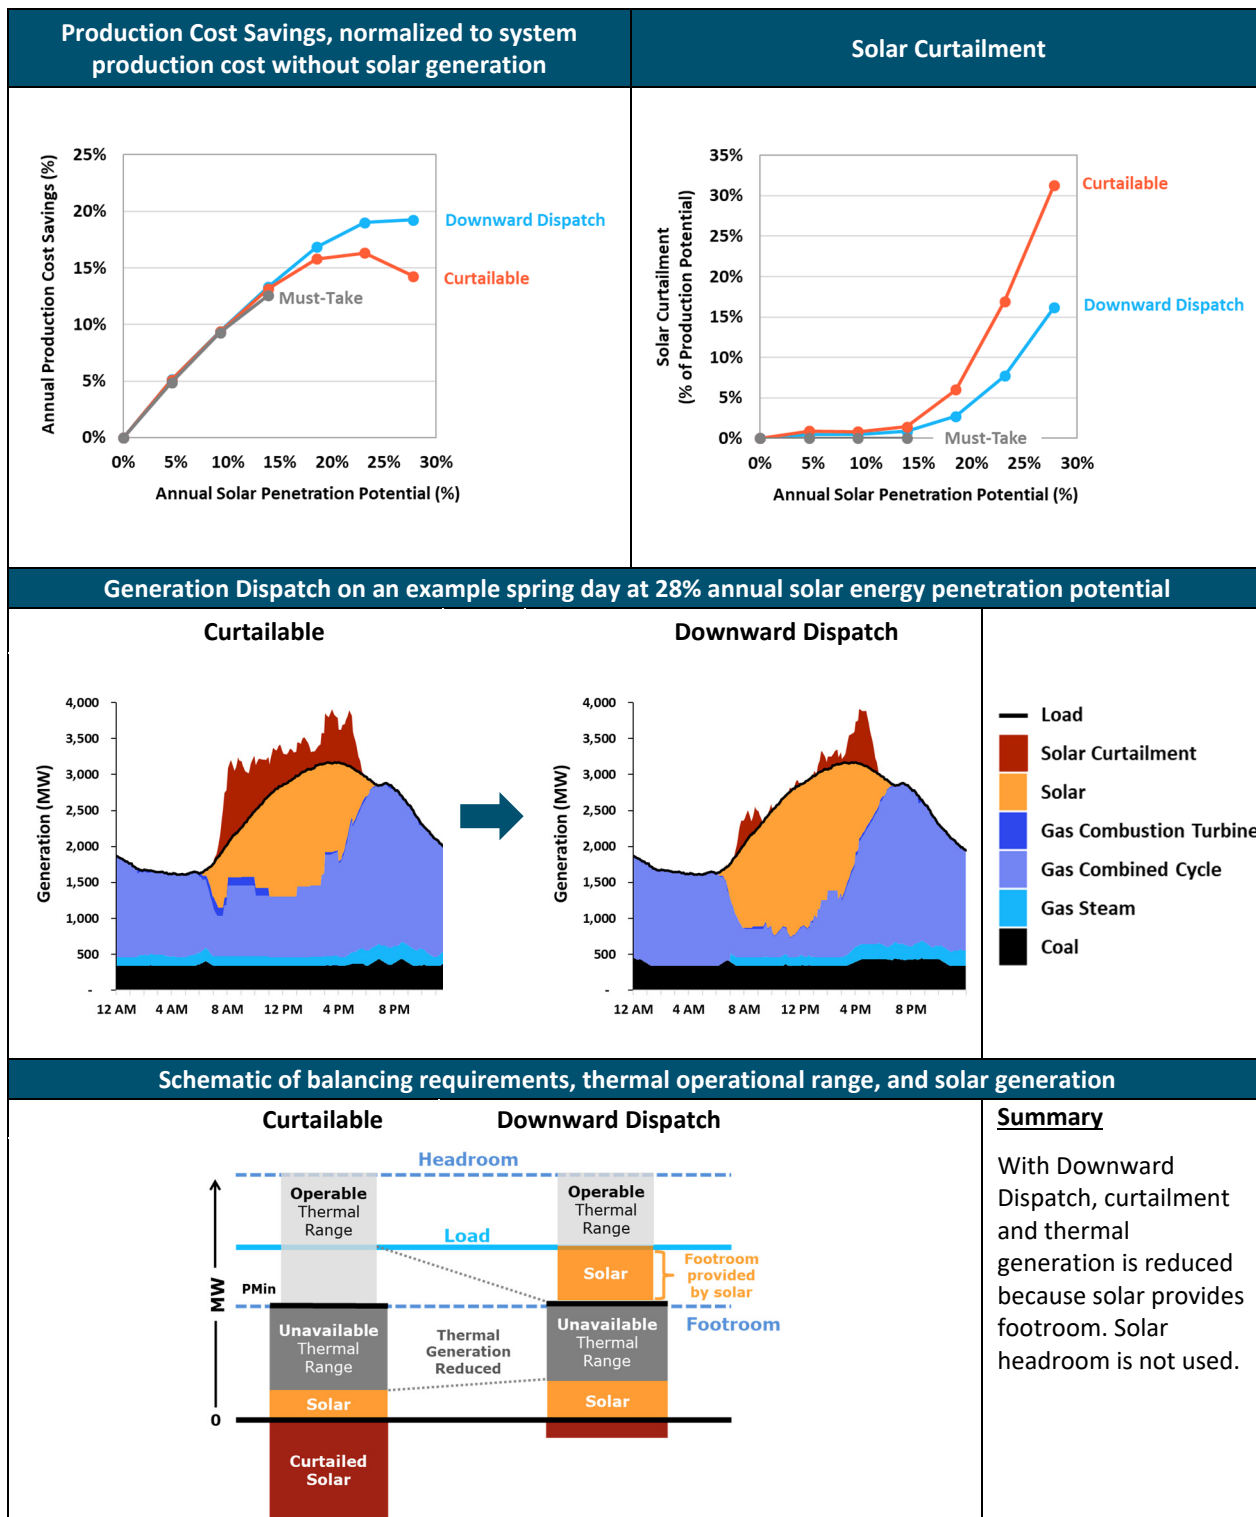 Production Cost Savings, normalized to system
production cost without solar generation
Solar Curtailment
Annual Production Cost Savings (%)
25%
20%
15%
10%
5%
0%
Downward Dispatch
Curtailable
Must-Take
0%
5%
10%
15%
20%
25%
30%
Annual Solar Penetration Potential (%)
Solar Curtailment
(% of Production Potential)
35%
30%
25%
20%
15%
10%
5%
0%
Curtailable
Downward Dispatch
Must-Take
0%
5%
10%
15%
20%
25%
30%
Annual Solar Penetration Potential (%)
Generation Dispatch on an example spring day at 28% annual solar energy penetration potential
Curtailable
Generation (MW)
4,000
3,500
3,000
2,500
2,000
1,500
1,000
500
-
12 AM
4 AM
8 AM
12 PM
4 PM
8 PM
Downward Dispatch
Generation (MW)
4,000
3,500
3,000
2,500
2,000
1,500
1,000
500
-
12 AM
4 AM
8 AM
12 PM
4 PM
8 PM
Load
Solar Curtailment
Solar
Gas Combustion Turbine
Gas Combined Cycle
Gas Steam
Coal
Schematic of balancing requirements, thermal operational range, and solar generation
Curtailable
Downward Dispatch
Headroom
Operable
Thermal
Range
Operable
Thermal
Range
Load
MW
PMin
Solar
Footroom
provided
by solar
Footroom
Unavailable
Thermal
Range
Thermal
Generation
Reduced
Unavailable
Thermal
Range
Solar
Solar
0
Curtailed
Solar
Summary
With Downward
Dispatch, curtailment
and thermal
generation is reduced
because solar provides
footroom. Solar
headroom is not used.